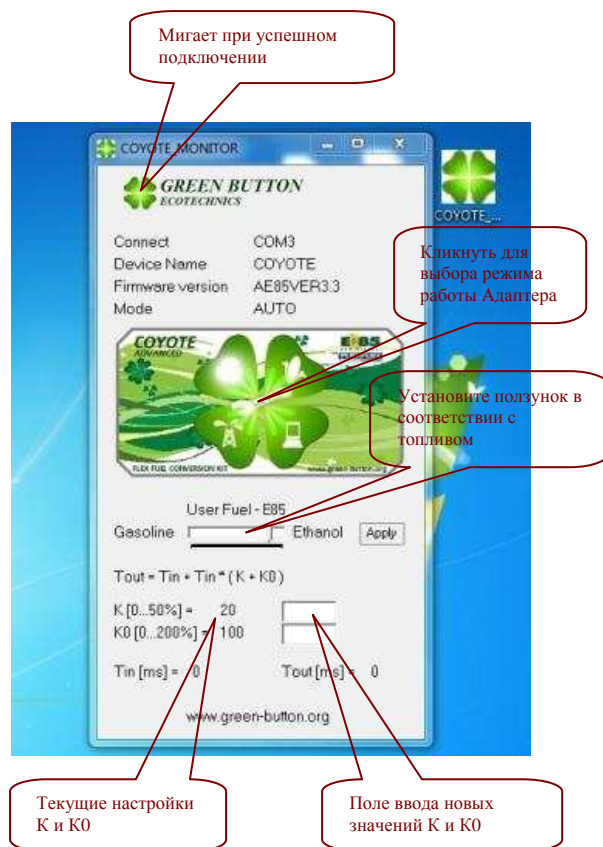 Мигает при успешном
подключении
COYOTE_MONITOR
GREEN BUTTON
ECOTECHNICS
COYOTE_...
Connect COM3
Device Name COYOTE
Firmware version AE85VER3.3
Mode AUTO
Кликнуть для
выбора режима
работы Адаптера
COYOTE
ADVANCED
E85
FLEX FUEL CONVERSION KIT
www.green-button.org
Установите ползунок в
соответствии с
топливом
User Fuel - E85
Gasoline Ethanol Apply
Tout = Tin + Tin * ( K + K0 )
K [0...50%] = 20
K0 [0...200%] = 100
Tin [ms] = 0 Tout [ms] = 0
www.green-button.org
Текущие настройки
К и К0
Поле ввода новых
значений К и К0